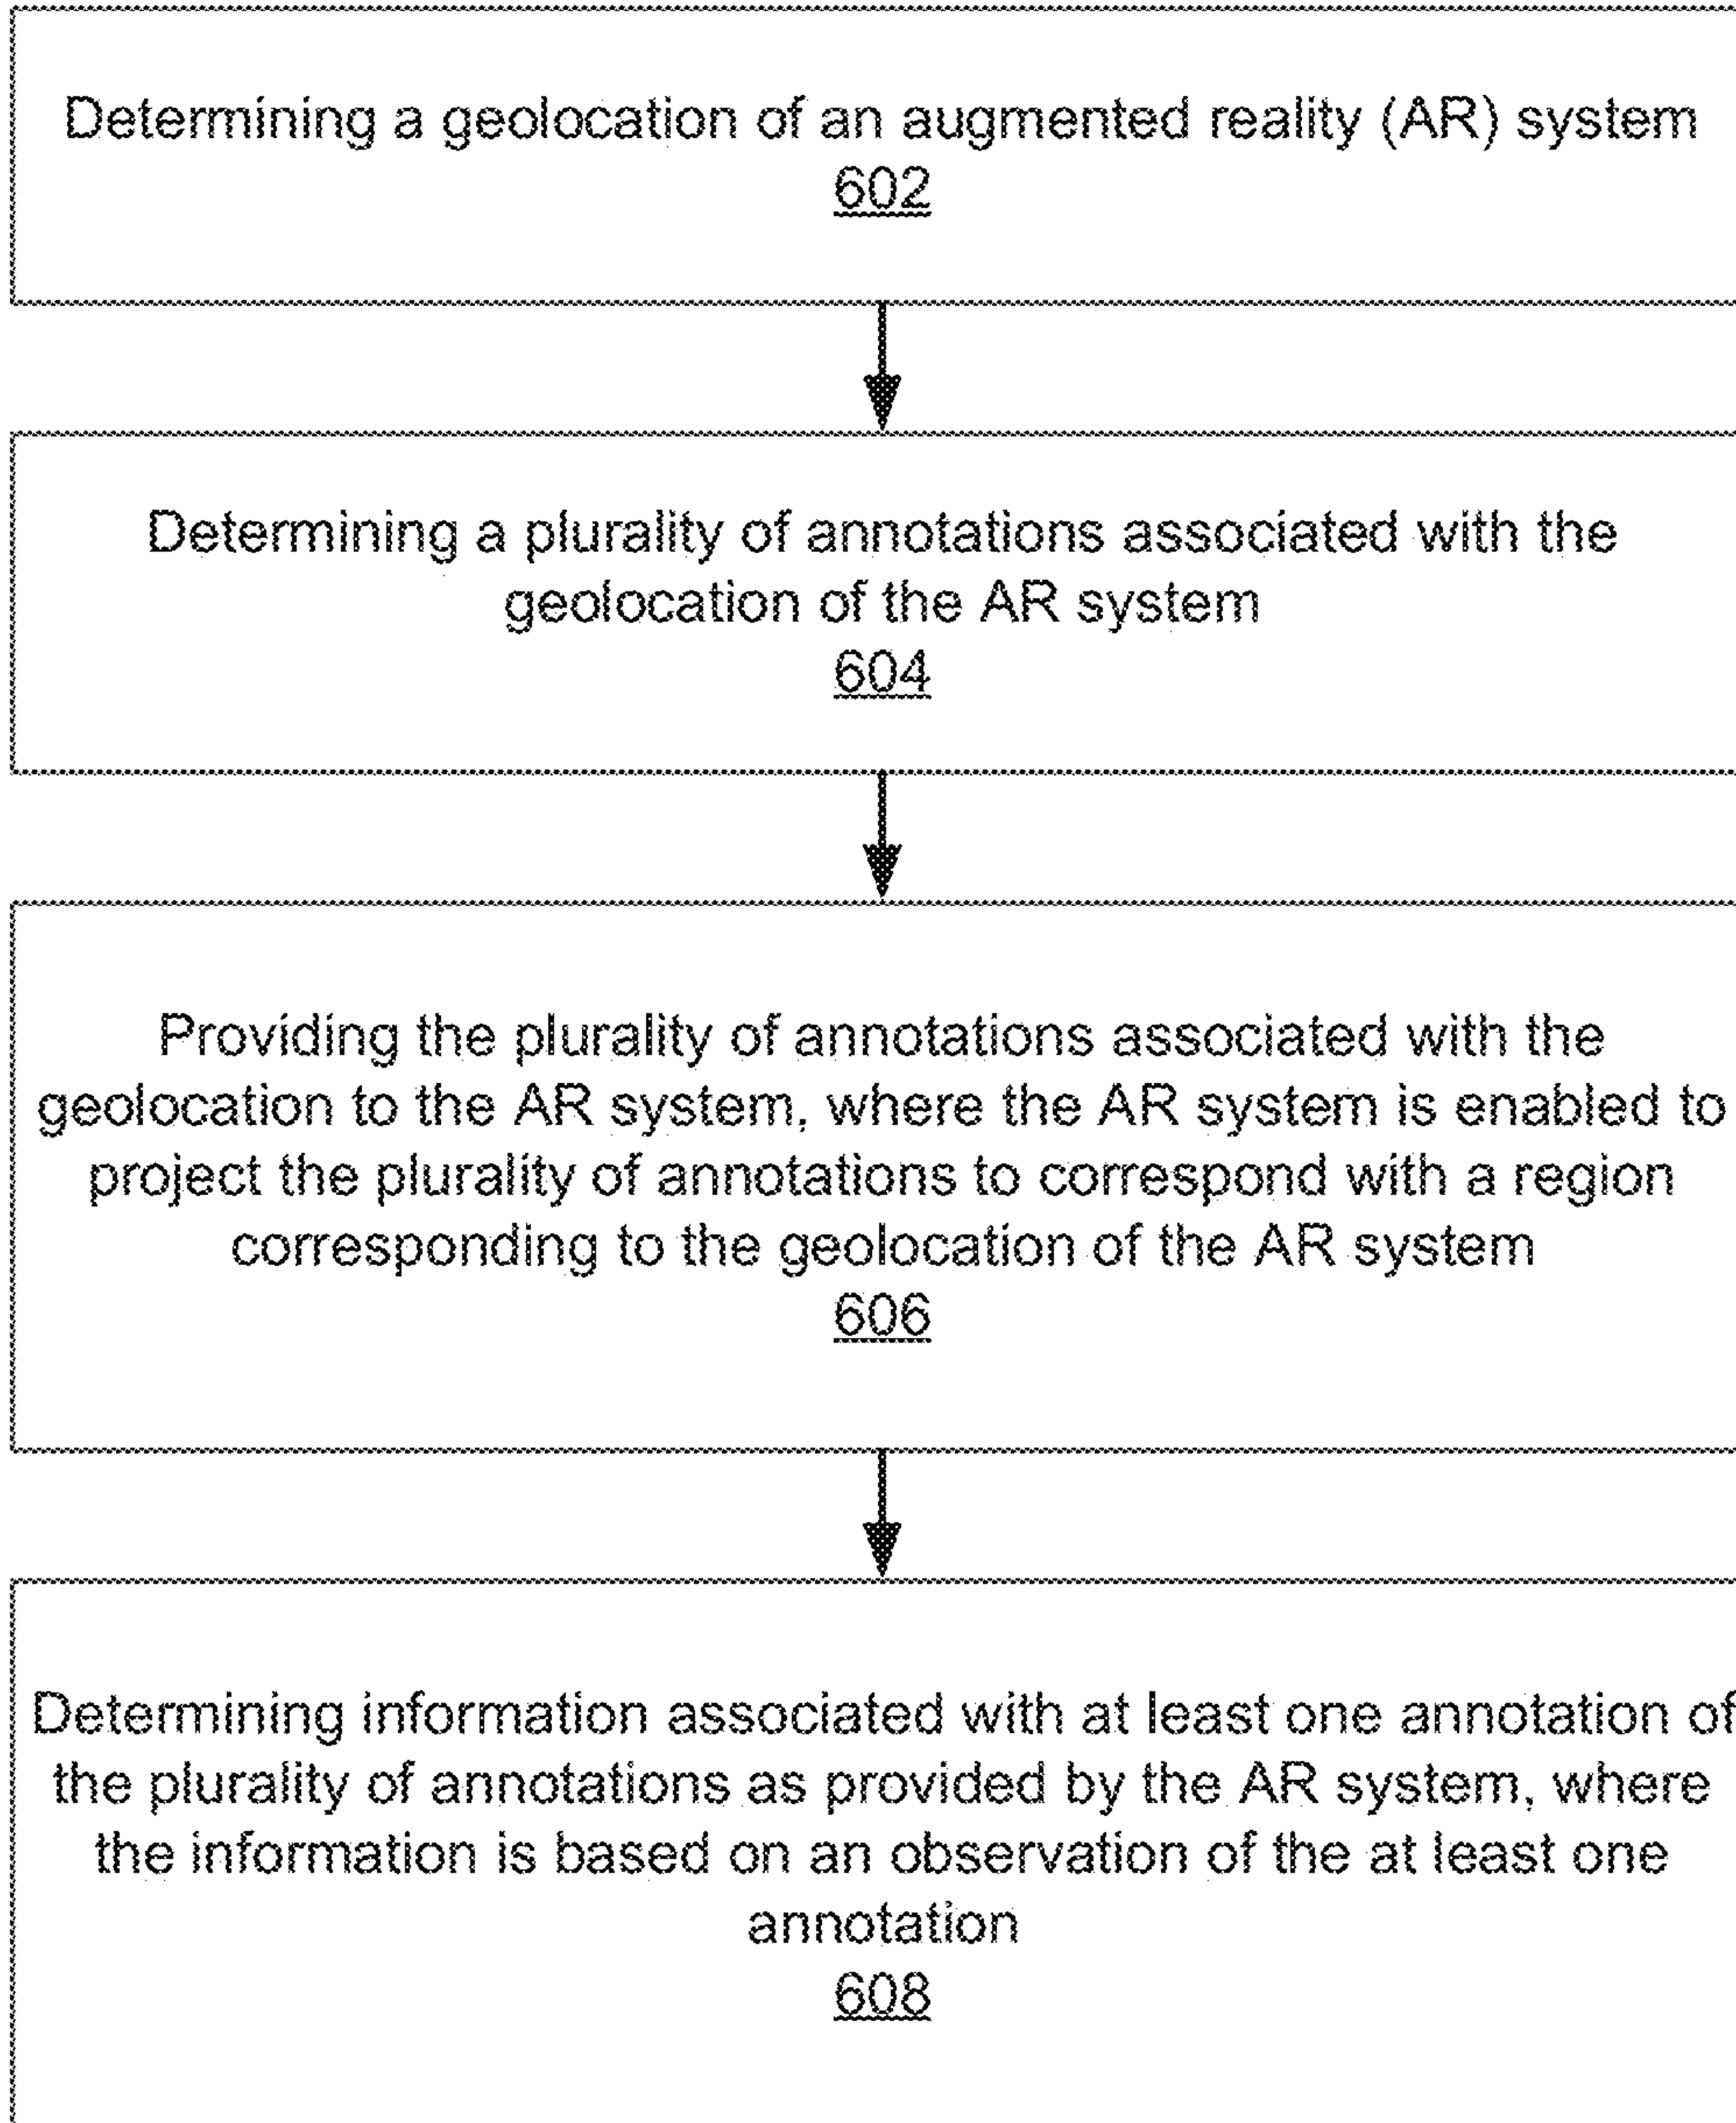 Determining a geolocation of an augmented reality (AR) system
602
Determining a plurality of annotations associated with the
geolocation of the AR system
604
Providing the plurality of annotations associated with the
geolocation to the AR system, where the AR system is enabled to
project the plurality of annotations to correspond with a region
corresponding to the geolocation of the AR system
606
Determining information associated with at least one annotation of
the plurality of annotations as provided by the AR system, where
the information is based on an observation of the at least one
annotation
608